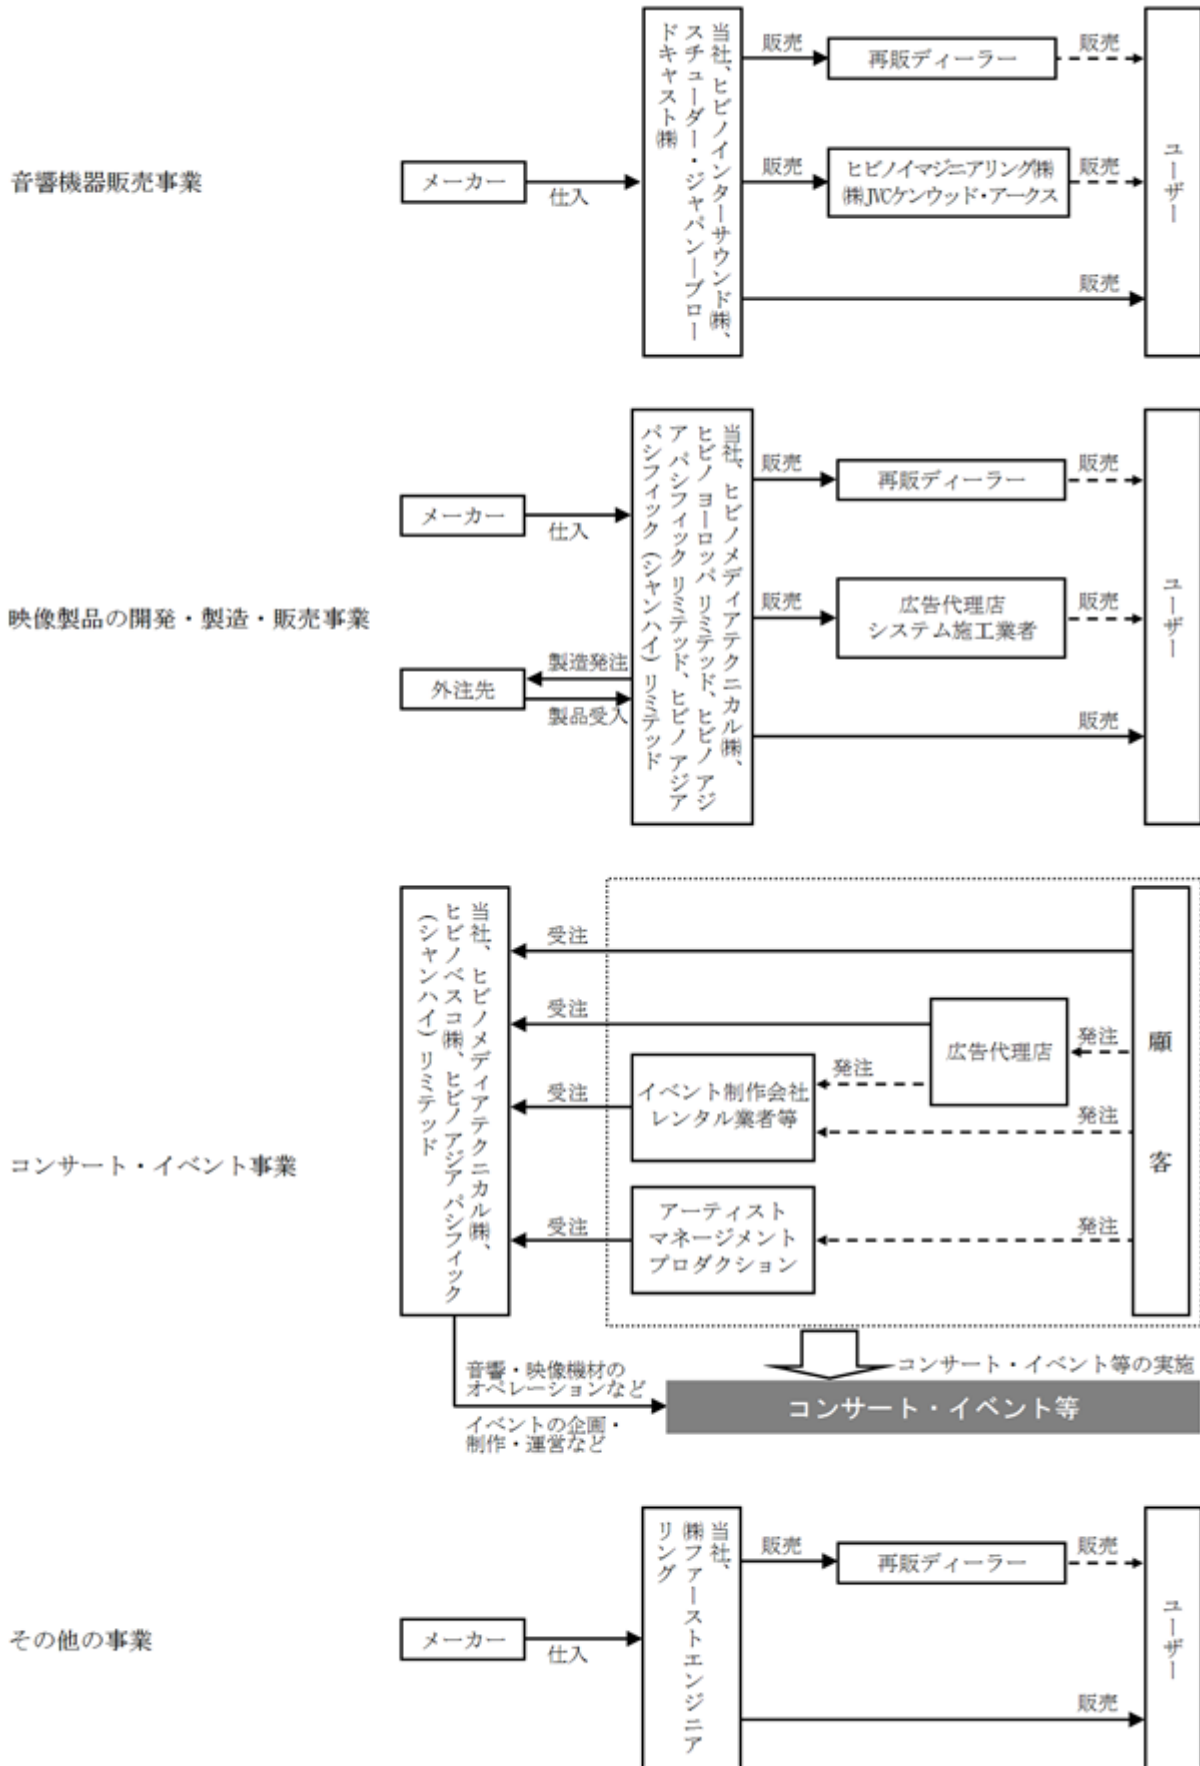 音響機器販売事業
メーカー
仕入
当社、ヒビノインターサウンド㈱、
スチューダー・ジャパン―ブロー
ドキャスト㈱
販売
再販ディーラー
販売
販売
ヒビノイマジニアリング㈱
㈱JVCケンウッド・アークス
販売
販売
ユーザー
映像製品の開発・製造・販売事業
メーカー
仕入
外注先
製造発注
製品受入
当社、ヒビノメディアテクニカル㈱、
ヒビノ ヨーロッパ リミテッド、ヒビノ アジ
ア パシフィック リミテッド、ヒビノ アジア
パシフィック（シャンハイ）リミテッド
販売
再販ディーラー
販売
販売
広告代理店
システム施工業者
販売
販売
ユーザー
コンサート・イベント事業
当社、ヒビノメディアテクニカル㈱、
ヒビノベスコ㈱、ヒビノ アジア パシフィック
（シャンハイ）リミテッド
受注
受注
広告代理店
発注
受注
イベント制作会社
レンタル業者等
発注
発注
受注
アーティスト
マネージメント
プロダクション
発注
顧客
音響・映像機材の
オペレーションなど
イベントの企画・
制作・運営など
コンサート・イベント等の実施
コンサート・イベント等
その他の事業
メーカー
仕入
当社、
㈱ファーストエンジニア
リング
販売
再販ディーラー
販売
販売
ユーザー